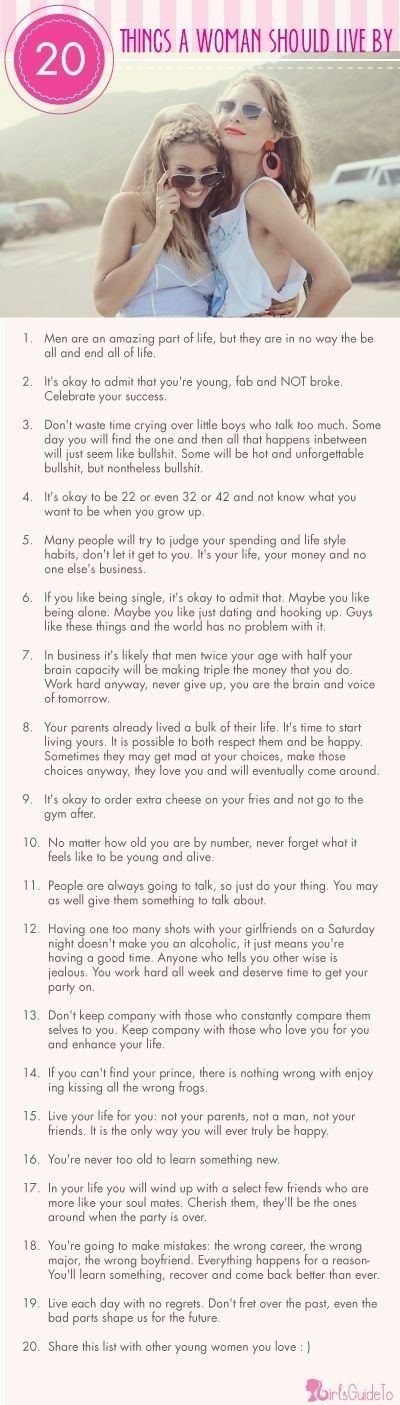 20
THINGS A WOMAN SHOULD LIVE BY
1. Men are an amazing part of life, but they are in no way the be
all and end all of life.
2. It's okay to admit that you're young, fab and NOT broke.
Celebrate your success.
3. Don't waste time crying over little boys who talk too much. Some
day you will find the one and then all that happens inbetween
will just seem like bullshit. Some will be hot and unforgettable
bullshit, but nontheless bullshit.
4. It's okay to be 22 or even 32 or 42 and not know what you
want to be when you grow up.
5. Many people will try to judge your spending and life style
habits, don't let it get to you. It's your life, your money and no
one else's business.
6. If you like being single, it's okay to admit that. Maybe you like
being alone. Maybe you like just dating and hooking up. Guys
like these things and the world has no problem with it.
7. In business it's likely that men twice your age with half your
brain capacity will be making triple the money that you do.
Work hard anyway, never give up, you are the brain and voice
of tomorrow.
8. Your parents already lived a bulk of their life. It's time to start
living yours. It is possible to both respect them and be happy.
Sometimes they may get mad at your choices, make those
choices anyway, they love you and will eventually come around.
9. It's okay to order extra cheese on your fries and not go to the
gym after.
10. No matter how old you are by number, never forget what it
feels like to be young and alive.
11. People are always going to talk, so just do your thing. You may
as well give them something to talk about.
12. Having one too many shots with your girlfriends on a Saturday
night doesn't make you an alcoholic, it just means you're
having a good time. Anyone who tells you other wise is
jealous. You work hard all week and deserve time to get your
party on.
13. Don't keep company with those who constantly compare them
selves to you. Keep company with those who love you for you
and enhance your life.
14. If you can't find your prince, there is nothing wrong with enjoy
ing kissing all the wrong frogs.
15. Live your life for you: not your parents, not a man, not your
friends. It is the only way you will ever truly be happy.
16. You're never too old to learn something new.
17. In your life you will wind up with a select few friends who are
more like your soul mates. Cherish them, they'll be the ones
around when the party is over.
18. You're going to make mistakes: the wrong career, the wrong
major, the wrong boyfriend. Everything happens for a reason-
You'll learn something, recover and come back better than ever.
19. Live each day with no regrets. Don't fret over the past, even the
bad parts shape us for the future.
20. Share this list with other young women you love : )
GirlsGuideTo